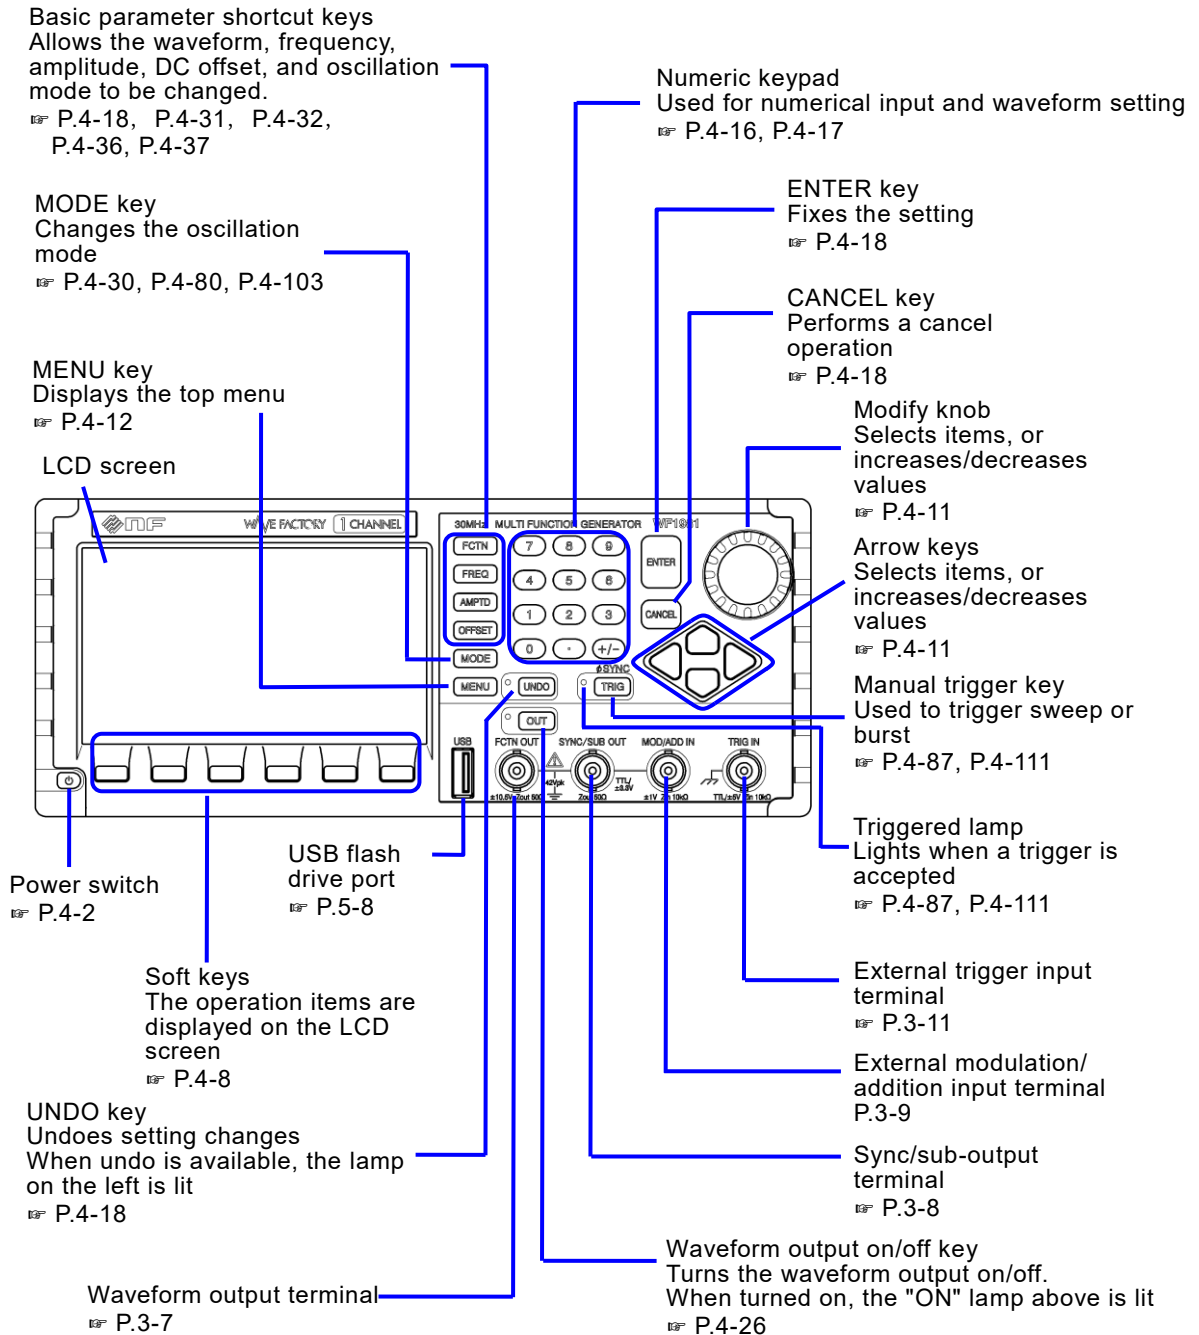 Basic parameter shortcut keys
Allows the waveform, frequency,
amplitude, DC offset, and oscillation
mode to be changed.
☞ P.4-18, P.4-31, P.4-32,
P.4-36, P.4-37
Numeric keypad
Used for numerical input and waveform setting
☞ P.4-16, P.4-17
ENTER key
Fixes the setting
☞ P.4-18
MODE key
Changes the oscillation
mode
☞ P.4-30, P.4-80, P.4-103
CANCEL key
Performs a cancel
operation
☞ P.4-18
MENU key
Displays the top menu
☞ P.4-12
Modify knob
Selects items, or
increases/decreases
values
☞ P.4-11
LCD screen
Arrow keys
Selects items, or
increases/decreases
values
☞ P.4-11
NF
WAVE FACTORY 1 CHANNEL
30MHz MULTI FUNCTION GENERATOR
FCTN
FREQ
AMPTD
OFFSET
MODE
MENU
7 8 9
4 5 6
1 2 3
0 · +/−
ENTER
CANCEL
UNDO
øSYNC
TRIG
OUT
USB
FCTN OUT
SYNC/SUB OUT
MOD/ADD IN
TRIG IN
42Vpk
TTL/
±3.3V
Zout 50Ω
±1V Zin 10kΩ
Manual trigger key
Used to trigger sweep or
burst
☞ P.4-87, P.4-111
Triggered lamp
Lights when a trigger is
accepted
☞ P.4-87, P.4-111
USB flash
drive port
☞ P.5-8
Power switch
☞ P.4-2
Soft keys
The operation items are
displayed on the LCD
screen
☞ P.4-8
External trigger input
terminal
☞ P.3-11
External modulation/
addition input terminal
P.3-9
UNDO key
Undoes setting changes
When undo is available, the lamp
on the left is lit
☞ P.4-18
Sync/sub-output
terminal
☞ P.3-8
Waveform output on/off key
Turns the waveform output on/off.
When turned on, the "ON" lamp above is lit
☞ P.4-26
Waveform output terminal
☞ P.3-7